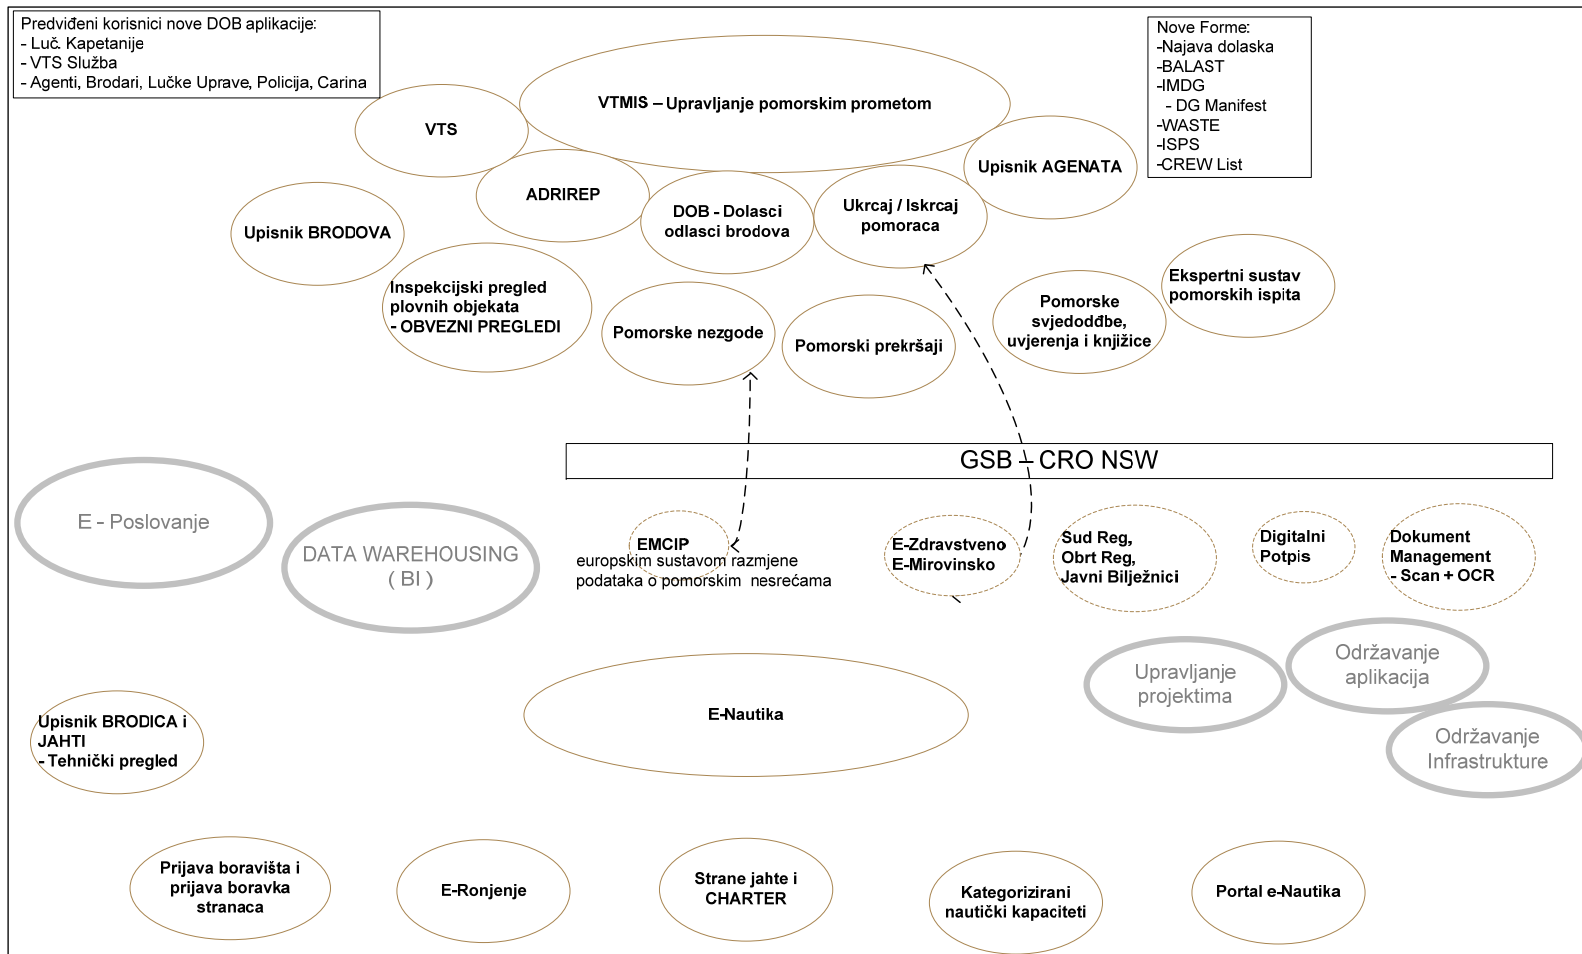 Predviđeni korisnici nove DOB aplikacije:
- Luč. Kapetanije
- VTS Služba
- Agenti, Brodari, Lučke Uprave, Policija, Carina
Nove Forme:
-Najava dolaska
-BALAST
-IMDG
- DG Manifest
-WASTE
-ISPS
-CREW List
VTMIS – Upravljanje pomorskim prometom
VTS
Upisnik AGENATA
ADRIREP
DOB - Dolasci
odlasci brodova
Ukrcaj / Iskrcaj
pomoraca
Upisnik BRODOVA
Inspekcijski pregled
plovnih objekata
- OBVEZNI PREGLEDI
Pomorske nezgode
Pomorski prekršaji
Pomorske
svjedodđbe,
uvjerenja i knjižice
Ekspertni sustav
pomorskih ispita
GSB – CRO NSW
E - Poslovanje
DATA WAREHOUSING
( BI )
EMCIP
europskim sustavom razmjene
podataka o pomorskim nesrećama
E-Zdravstveno
E-Mirovinsko
Sud Reg,
Obrt Reg,
Javni Bilježnici
Digitalni
Potpis
Dokument
Management
- Scan + OCR
Upravljanje
projektima
Održavanje
aplikacija
Održavanje
Infrastrukture
Upisnik BRODICA i
JAHTI
- Tehnički pregled
E-Nautika
Prijava boravišta i
prijava boravka
stranaca
E-Ronjenje
Strane jahte i
CHARTER
Kategorizirani
nautički kapaciteti
Portal e-Nautika